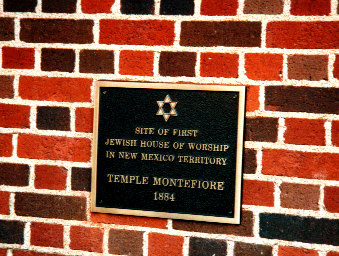 SITE OF FIRST
JEWISH HOUSE OF WORSHIP
IN NEW MEXICO TERRITORY
TEMPLE MONTEFIORE
1884